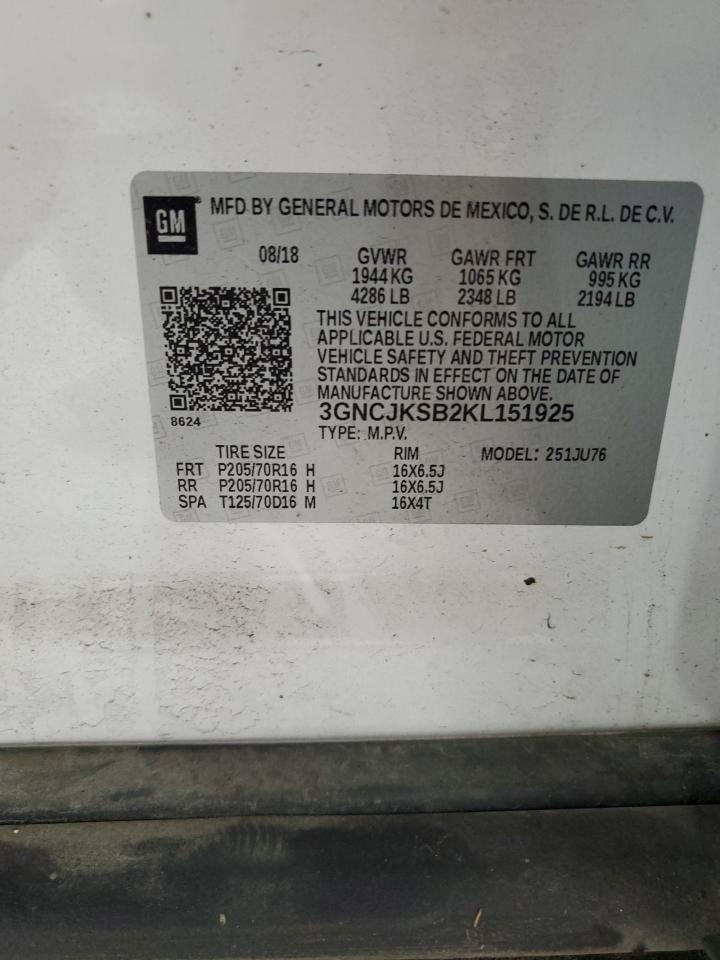 GM® MFD BY GENERAL MOTORS DE MEXICO, S. DE R.L. DE C.V.
08/18 GVWR GAWR FRT GAWR RR
1944 KG 1065 KG 995 KG
4286 LB 2348 LB 2194 LB
THIS VEHICLE CONFORMS TO ALL
APPLICABLE U.S. FEDERAL MOTOR
VEHICLE SAFETY AND THEFT PREVENTION
STANDARDS IN EFFECT ON THE DATE OF
MANUFACTURE SHOWN ABOVE.
3GNCJKSB2KL151925
8624
TYPE: M.P.V.
TIRE SIZE RIM MODEL: 251JU76
FRT P205/70R16 H 16X6.5J
RR P205/70R16 H 16X6.5J
SPA T125/70D16 M 16X4T